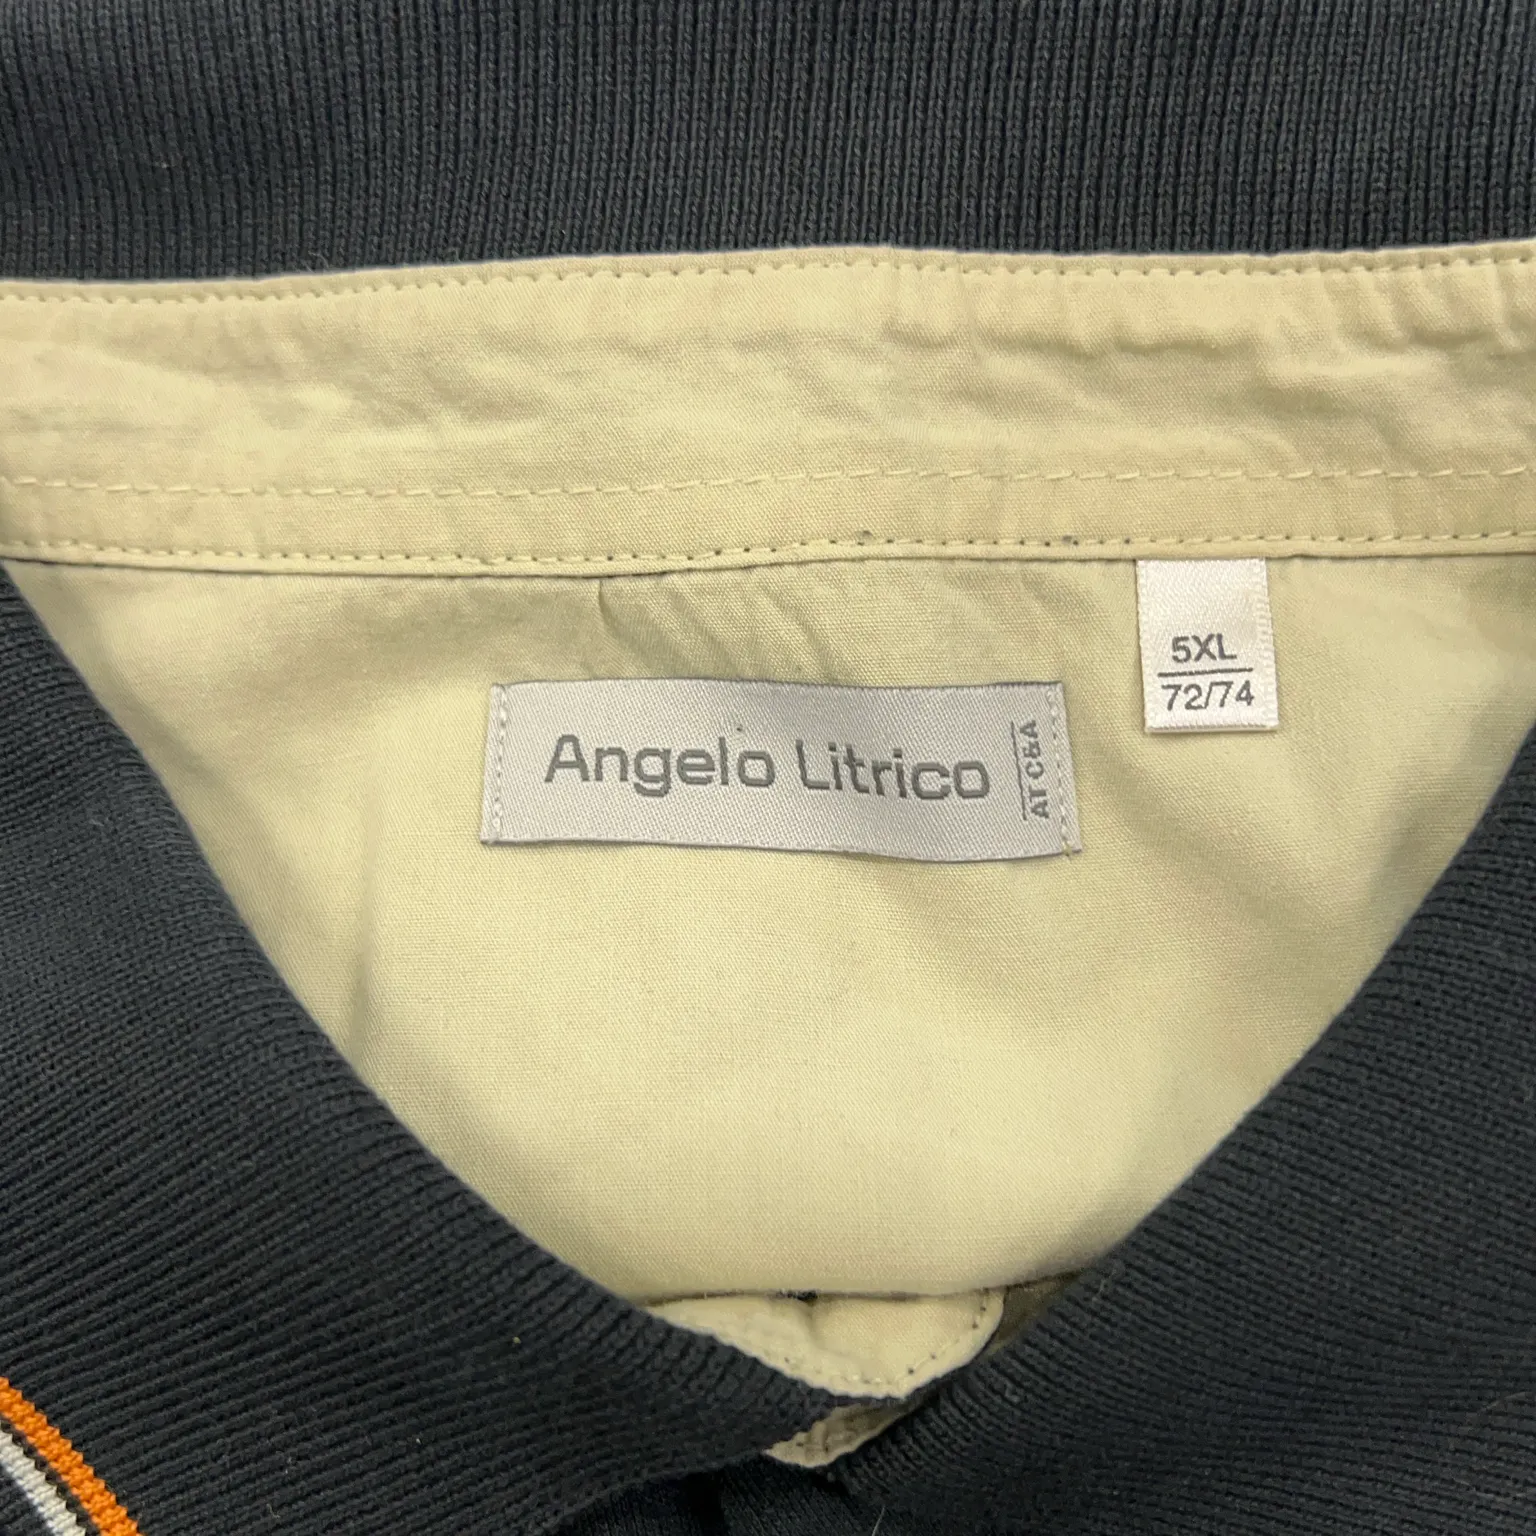 5XL
72/74
Angelo Litrico
AT C&A